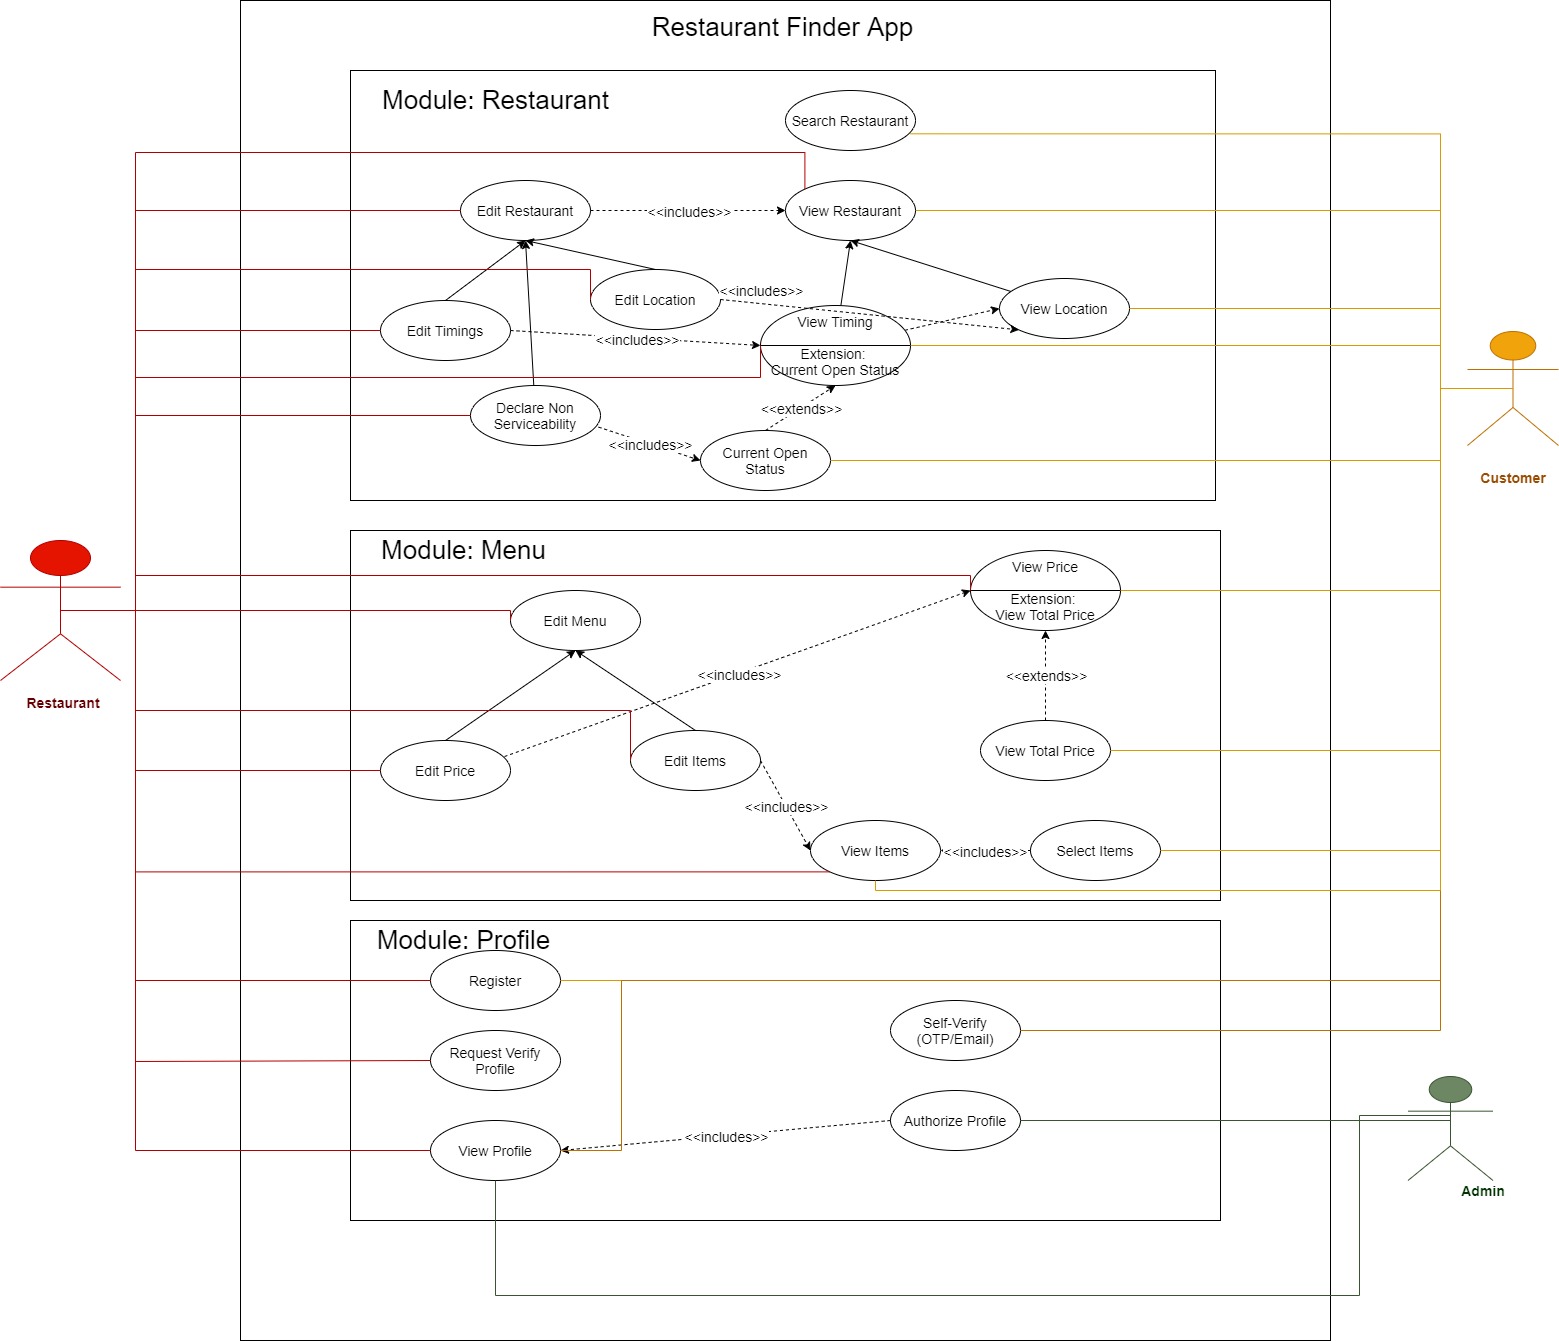 Restaurant Finder App
Module: Restaurant
Search Restaurant
Edit Restaurant
<<includes>>
View Restaurant
Edit Location
<<includes>>
View Location
Edit Timings
<<includes>>
View Timing
Extension:
Current Open Status
Declare Non
Serviceability
<<includes>>
<<extends>>
Current Open
Status
Customer
Module: Menu
View Price
Extension:
View Total Price
Edit Menu
Restaurant
<<includes>>
<<extends>>
Edit Price
Edit Items
View Total Price
<<includes>>
View Items
<<includes>>
Select Items
Module: Profile
Register
Self-Verify
(OTP/Email)
Request Verify
Profile
Authorize Profile
<<includes>>
View Profile
Admin